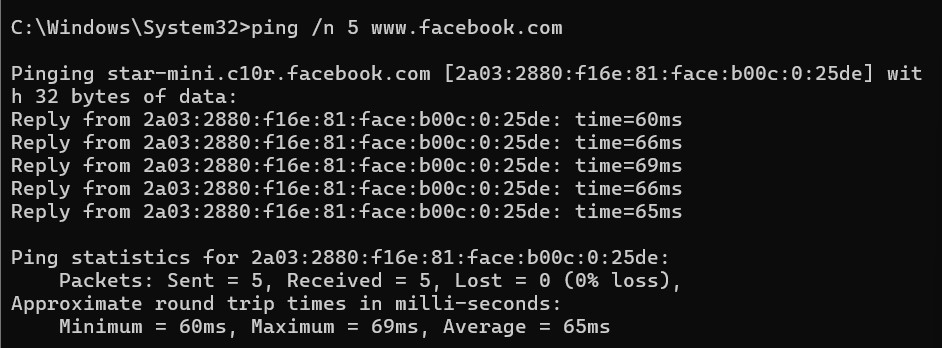 C:\Windows\System32>ping /n 5 www.facebook.com
Pinging star-mini.c10r.facebook.com [2a03:2880:f16e:81:face:b00c:0:25de] wit
h 32 bytes of data:
Reply from 2a03:2880:f16e:81:face:b00c:0:25de: time=60ms
Reply from 2a03:2880:f16e:81:face:b00c:0:25de: time=66ms
Reply from 2a03:2880:f16e:81:face:b00c:0:25de: time=69ms
Reply from 2a03:2880:f16e:81:face:b00c:0:25de: time=66ms
Reply from 2a03:2880:f16e:81:face:b00c:0:25de: time=65ms
Ping statistics for 2a03:2880:f16e:81:face:b00c:0:25de:
    Packets: Sent = 5, Received = 5, Lost = 0 (0% loss),
Approximate round trip times in milli-seconds:
    Minimum = 60ms, Maximum = 69ms, Average = 65ms